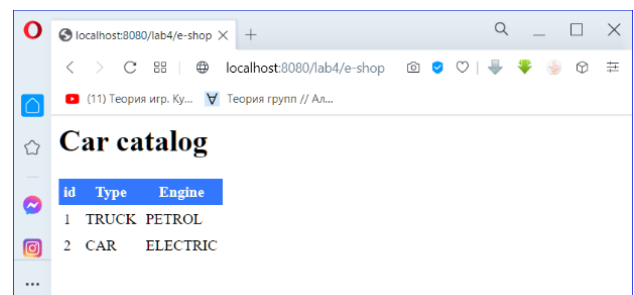 localhost:8080/lab4/e-shop
localhost:8080/lab4/e-shop
(11) Теория игр. Ку... Теория групп // Ал...
Car catalog
id Type Engine
1 TRUCK PETROL
2 CAR ELECTRIC